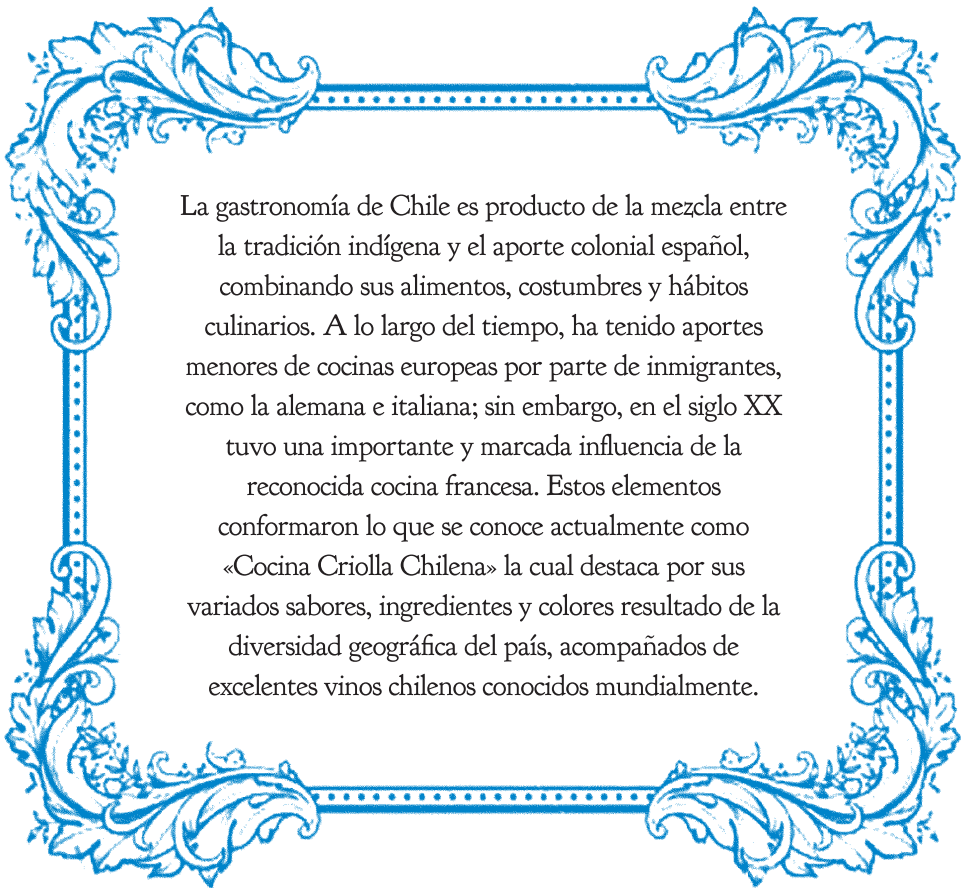 La gastronomía de Chile es producto de la mezcla entre
la tradición indígena y el aporte colonial español,
combinando sus alimentos, costumbres y hábitos
culinarios. A lo largo del tiempo, ha tenido aportes
menores de cocinas europeas por parte de inmigrantes,
como la alemana e italiana; sin embargo, en el siglo XX
tuvo una importante y marcada influencia de la
reconocida cocina francesa. Estos elementos
conformaron lo que se conoce actualmente como
«Cocina Criolla Chilena» la cual destaca por sus
variados sabores, ingredientes y colores resultado de la
diversidad geográfica del país, acompañados de
excelentes vinos chilenos conocidos mundialmente.